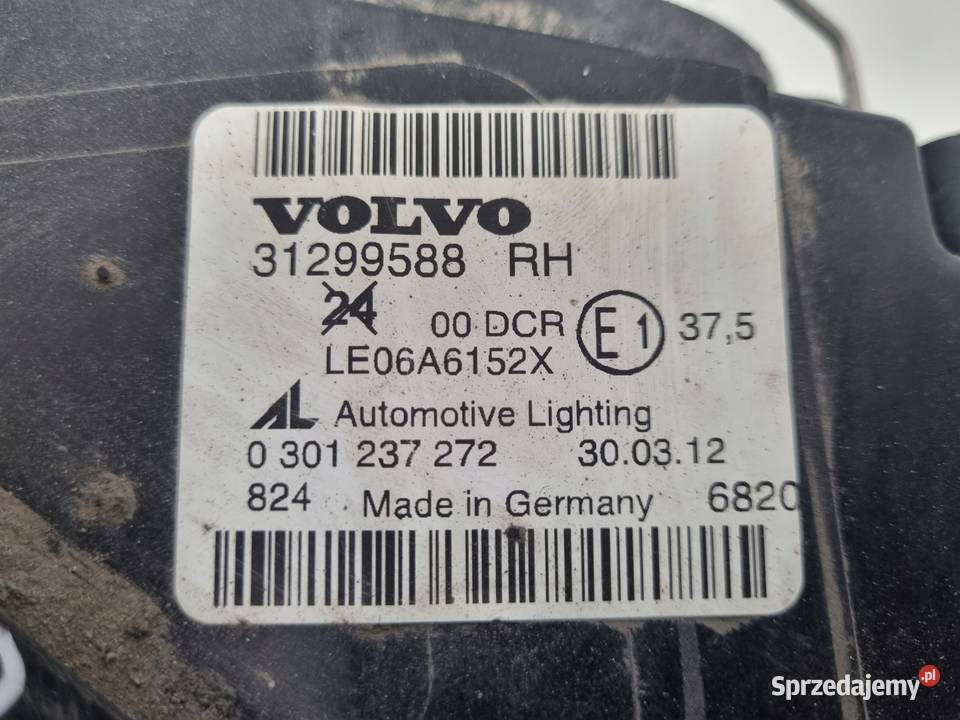 VOLVO
31299588 RH
24 00 DCR E1 37,5
LE06A6152X
AL Automotive Lighting
0 301 237 272 30.03.12
824 Made in Germany 6820
Sprzedajemy.pl